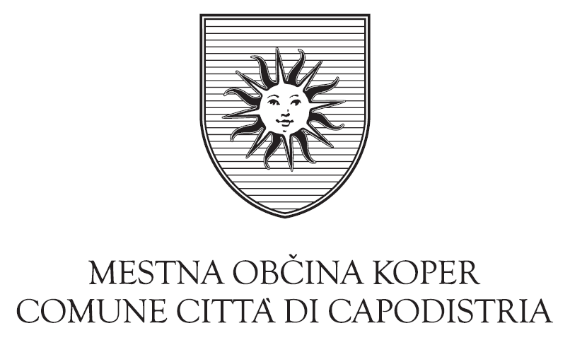 MESTNA OBČINA KOPER
COMUNE CITTÀ DI CAPODISTRIA